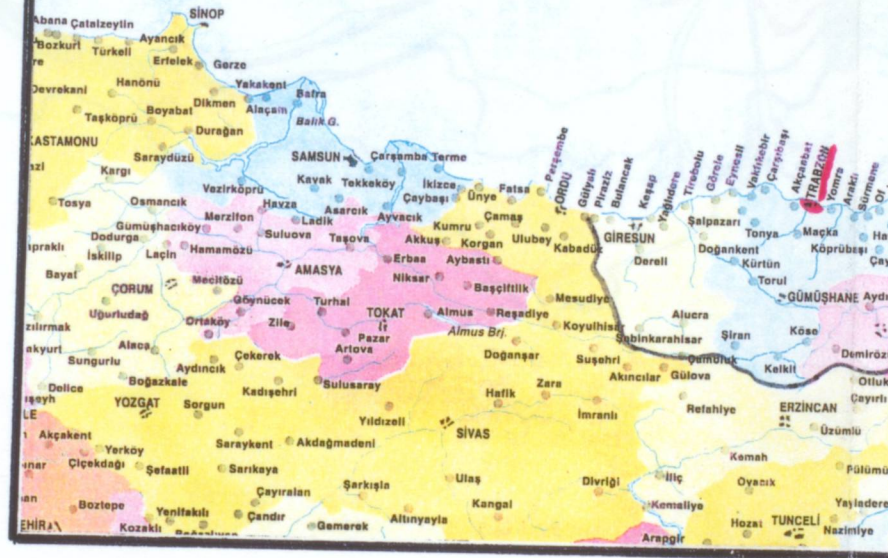 SİNOP
Abana Çatalzeytin
Bozkurt
Türkeli
Ayancık
Erfelek
Gerze
Devrekani
Hanönü
Yakakent
Bafra
Taşköprü
Boyabat
Dikmen
Alaçam
Balık G.
Durağan
KASTAMONU
Saraydüzü
SAMSUN
Çarşamba Terme
Perşembe
Kargı
Vezirköprü
Kavak
Tekkeköy
İkizce
Ünye
Fatsa
ORDU
Gülyalı
Piraziz
Bulancak
Keşap
Yağlıdere
Tirebolu
Görele
Eynesil
Vakfıkebir
Çarşıbaşı
Akçaabat
TRABZON
Yomra
Araklı
Sürmene
Of
Tosya
Osmancık
Havza
Asarcık
Çaybaşı
Merzifon
Ladik
Ayvacık
Çamaş
Kumru
Gümüşhacıköy
Suluova
Taşova
Akkuş
Korgan
Ulubey
Kabadüz
GİRESUN
Şalpazarı
Tonya
Maçka
Köprübaşı
Dodurga
İskilip
Laçin
Hamamözü
Erbaa
Aybastı
Dereli
Doğankent
Kürtün
Bayat
AMASYA
Niksar
Torul
ÇORUM
Mecitözü
Başçiftlik
Göynücek
Turhal
TOKAT
Mesudiye
GÜMÜŞHANE
Uğurludağ
Almus
Reşadiye
Alucra
Ortaköy
Zile
Almus Brj.
Koyulhisar
Şebinkarahisar
Şiran
Köse
Pazar
Artova
Doğanşar
Alaca
Sungurlu
Çekerek
Suşehri
Çamoluk
Demirözü
Aydıncık
Akıncılar
Gölova
Kelkit
Delice
Boğazkale
Kadışehri
Sulusaray
Hafik
Zara
Otluk
YOZGAT
Sorgun
Yıldızeli
İmranlı
Refahiye
ERZİNCAN
Çayırlı
SİVAS
Üzümlü
Akçakent
Saraykent
Akdağmadeni
Yerköy
Kemah
Çiçekdağı
Şefaatli
Sarıkaya
Ulaş
Divriği
İliç
Ovacık
Pülümü
Şarkışla
Çayıralan
Kangal
Boztepe
Yenifakılı
Çandır
Altınyayla
Kemaliye
Yayladere
Kozaklı
Gemerek
Hozat
TUNCELİ
Nazimiye
Arapgir